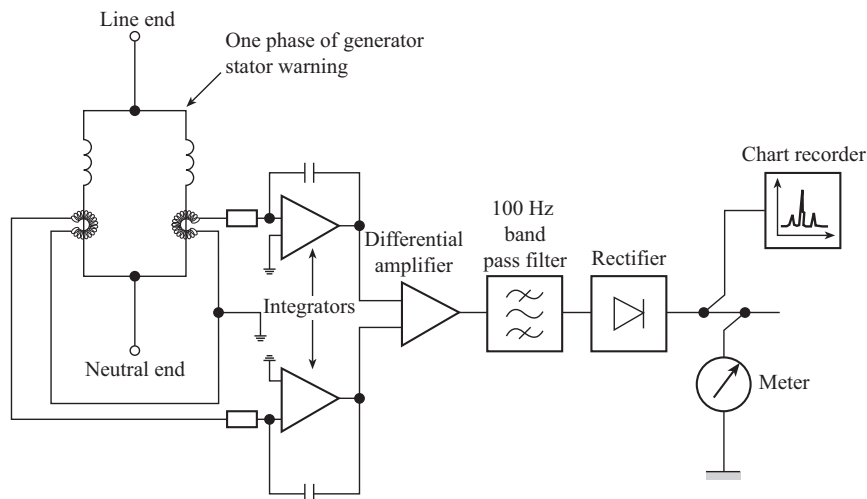 Line end
One phase of generator
stator warning
Chart recorder
100 Hz
band
pass filter
Differential
amplifier
Rectifier
Integrators
Neutral end
Meter